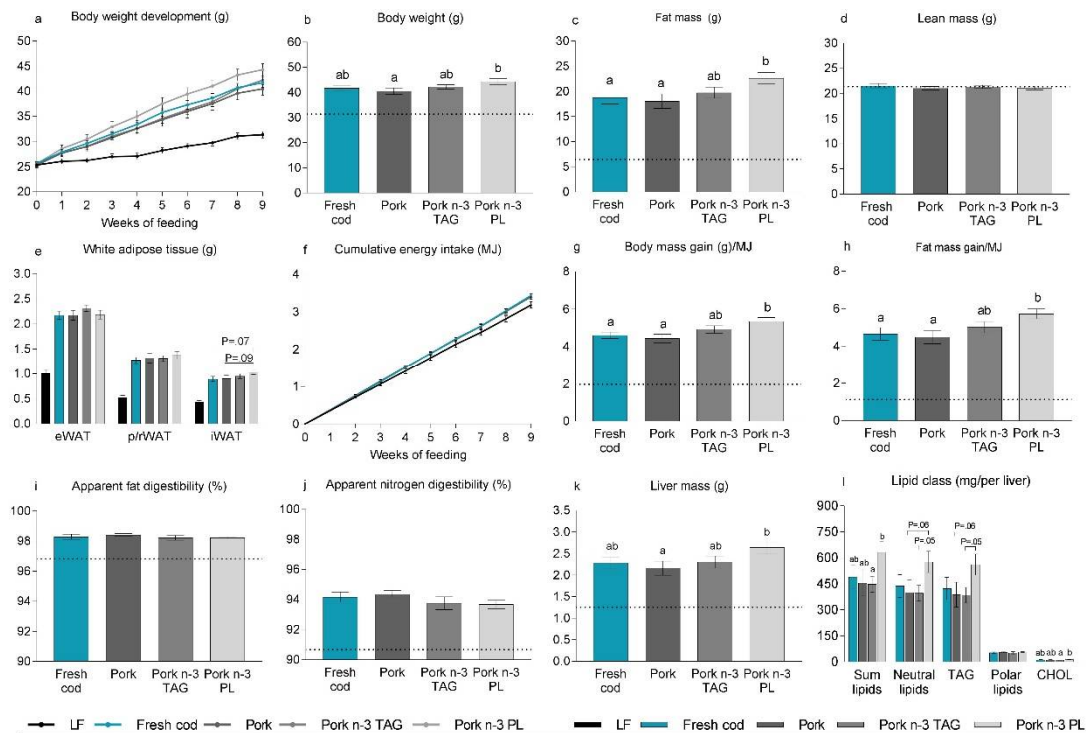 a
Body weight development (g)
45
40
35
30
25
20
0 1 2 3 4 5 6 7 8 9
Weeks of feeding
b
Body weight (g)
60
50
40
30
20
10
0
ab a ab b
Fresh cod
Pork
Pork n-3 TAG
Pork n-3 PL
c
Fat mass (g)
30
25
20
15
10
5
0
a a ab b
Fresh cod
Pork
Pork n-3 TAG
Pork n-3 PL
d
Lean mass (g)
30
25
20
15
10
5
0
Fresh cod
Pork
Pork n-3 TAG
Pork n-3 PL
e
White adipose tissue (g)
3.0
2.5
2.0
1.5
1.0
0.5
0.0
P=.07
P=.09
eWAT p/rWAT iWAT
f
Cumulative energy intake (MJ)
4
3
2
1
0
0 1 2 3 4 5 6 7 8 9
Weeks of feeding
g
Body mass gain (g)/MJ
8
6
4
2
0
a a ab b
Fresh cod
Pork
Pork n-3 TAG
Pork n-3 PL
h
Fat mass gain/MJ
8
6
4
2
0
a a ab b
Fresh cod
Pork
Pork n-3 TAG
Pork n-3 PL
i
Apparent fat digestibility (%)
100
98
96
94
92
90
Fresh cod
Pork
Pork n-3 TAG
Pork n-3 PL
j
Apparent nitrogen digestibility (%)
100
98
96
94
92
90
Fresh cod
Pork
Pork n-3 TAG
Pork n-3 PL
k
Liver mass (g)
3.5
3.0
2.5
2.0
1.5
1.0
0.5
0.0
ab a ab b
Fresh cod
Pork
Pork n-3 TAG
Pork n-3 PL
l
Lipid class (mg/per liver)
900
750
600
450
300
150
0
P=.06 P=.06
P=.05 P=.05
ab ab a b
ab ab a b
Sum lipids
Neutral lipids
TAG
Polar lipids
CHOL
LF Fresh cod Pork Pork n-3 TAG Pork n-3 PL
LF Fresh cod Pork Pork n-3 TAG Pork n-3 PL